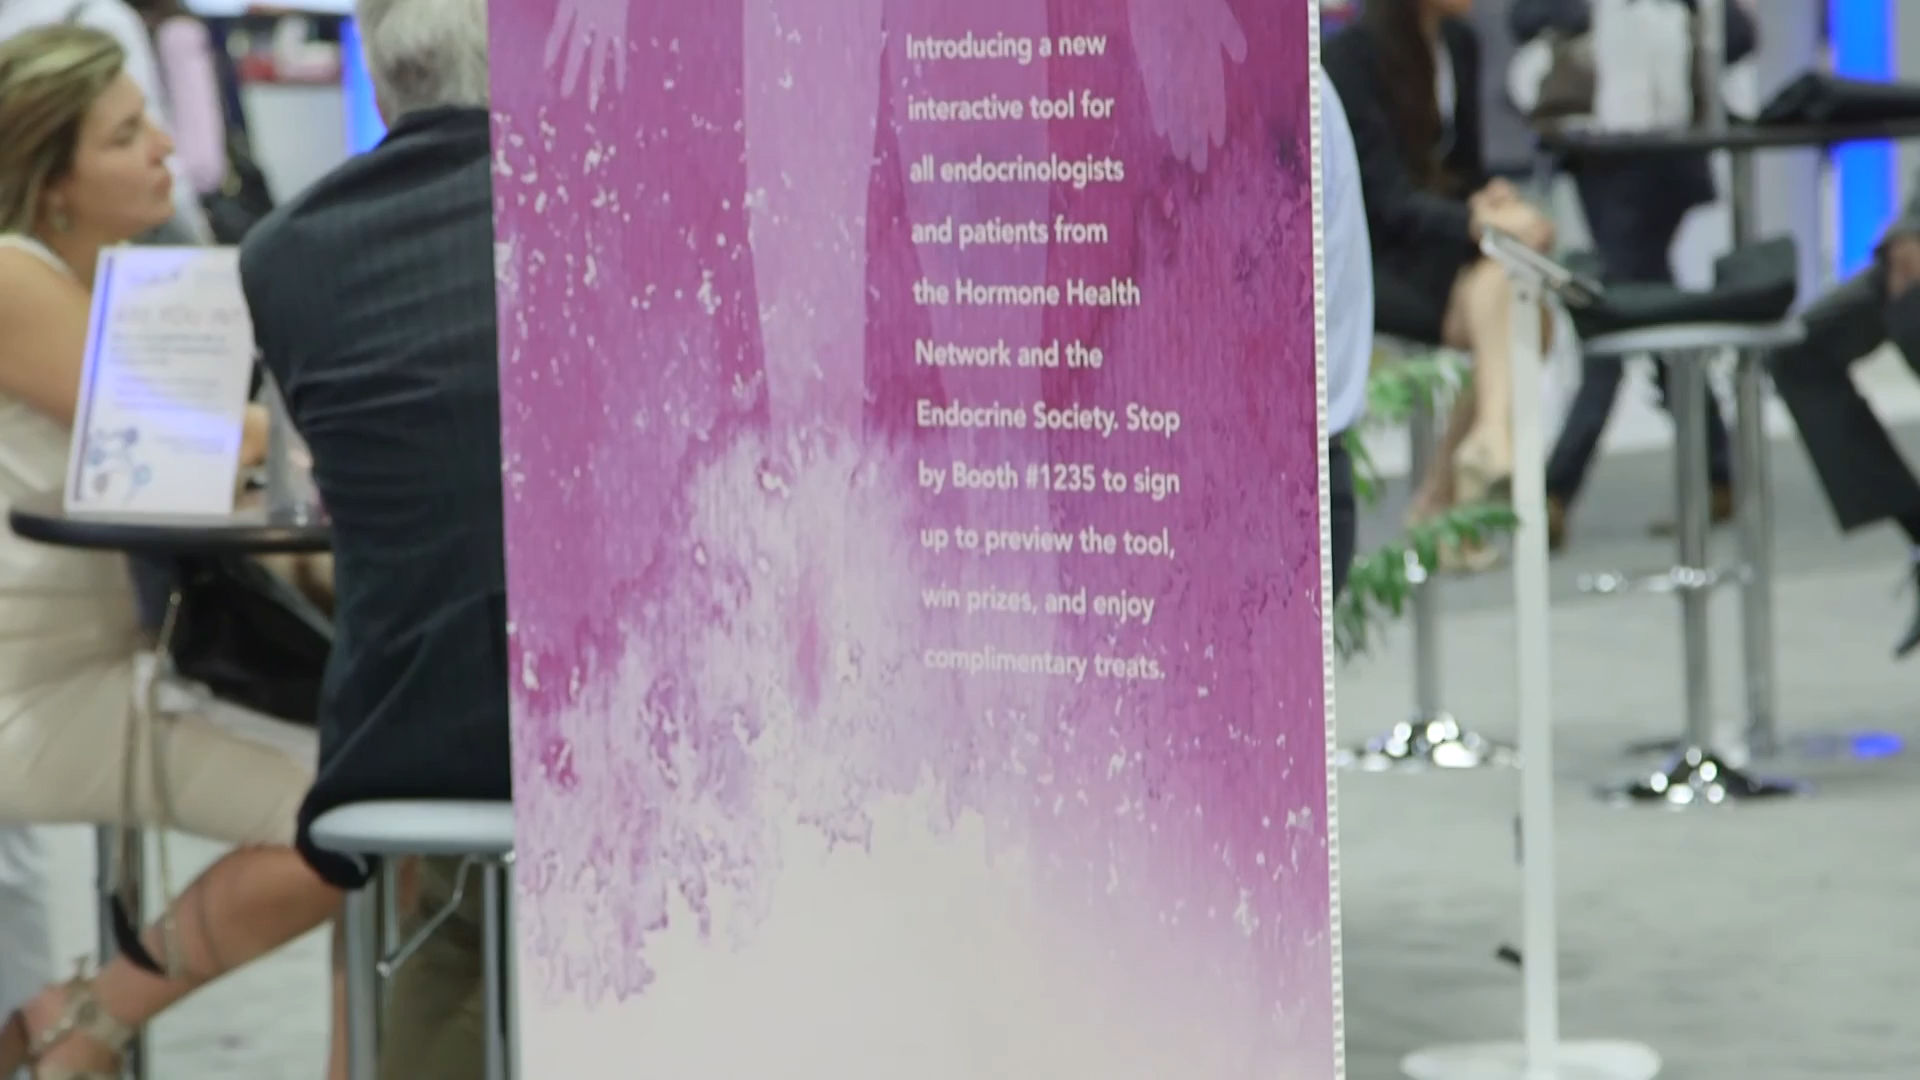 Introducing a new
interactive tool for
all endocrinologists
and patients from
the Hormone Health
Network and the
Endocrine Society. Stop
by Booth #1235 to sign
up to preview the tool,
win prizes, and enjoy
complimentary treats.